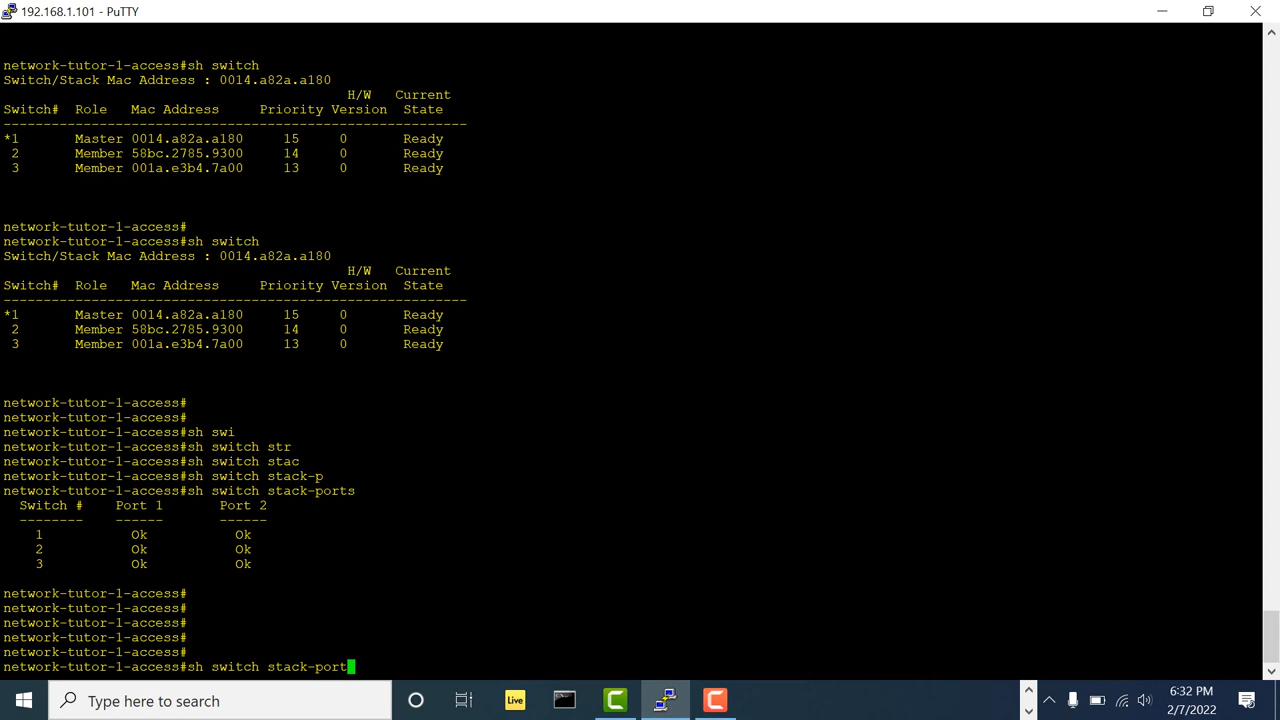 192.168.1.101 - PuTTY
network-tutor-1-access#sh switch
Switch/Stack Mac Address : 0014.a82a.a180
H/W Current
Switch# Role Mac Address Priority Version State
------------------------------------------------------------
*1 Master 0014.a82a.a180 15 0 Ready
2 Member 58bc.2785.9300 14 0 Ready
3 Member 001a.e3b4.7a00 13 0 Ready
network-tutor-1-access#
network-tutor-1-access#sh switch
Switch/Stack Mac Address : 0014.a82a.a180
H/W Current
Switch# Role Mac Address Priority Version State
------------------------------------------------------------
*1 Master 0014.a82a.a180 15 0 Ready
2 Member 58bc.2785.9300 14 0 Ready
3 Member 001a.e3b4.7a00 13 0 Ready
network-tutor-1-access#
network-tutor-1-access#
network-tutor-1-access#sh swi
network-tutor-1-access#sh switch str
network-tutor-1-access#sh switch stac
network-tutor-1-access#sh switch stack-p
network-tutor-1-access#sh switch stack-ports
Switch # Port 1 Port 2
-------- ------ ------
1 Ok Ok
2 Ok Ok
3 Ok Ok
network-tutor-1-access#
network-tutor-1-access#
network-tutor-1-access#
network-tutor-1-access#
network-tutor-1-access#
network-tutor-1-access#sh switch stack-port
Type here to search
Live
6:32 PM
2/7/2022